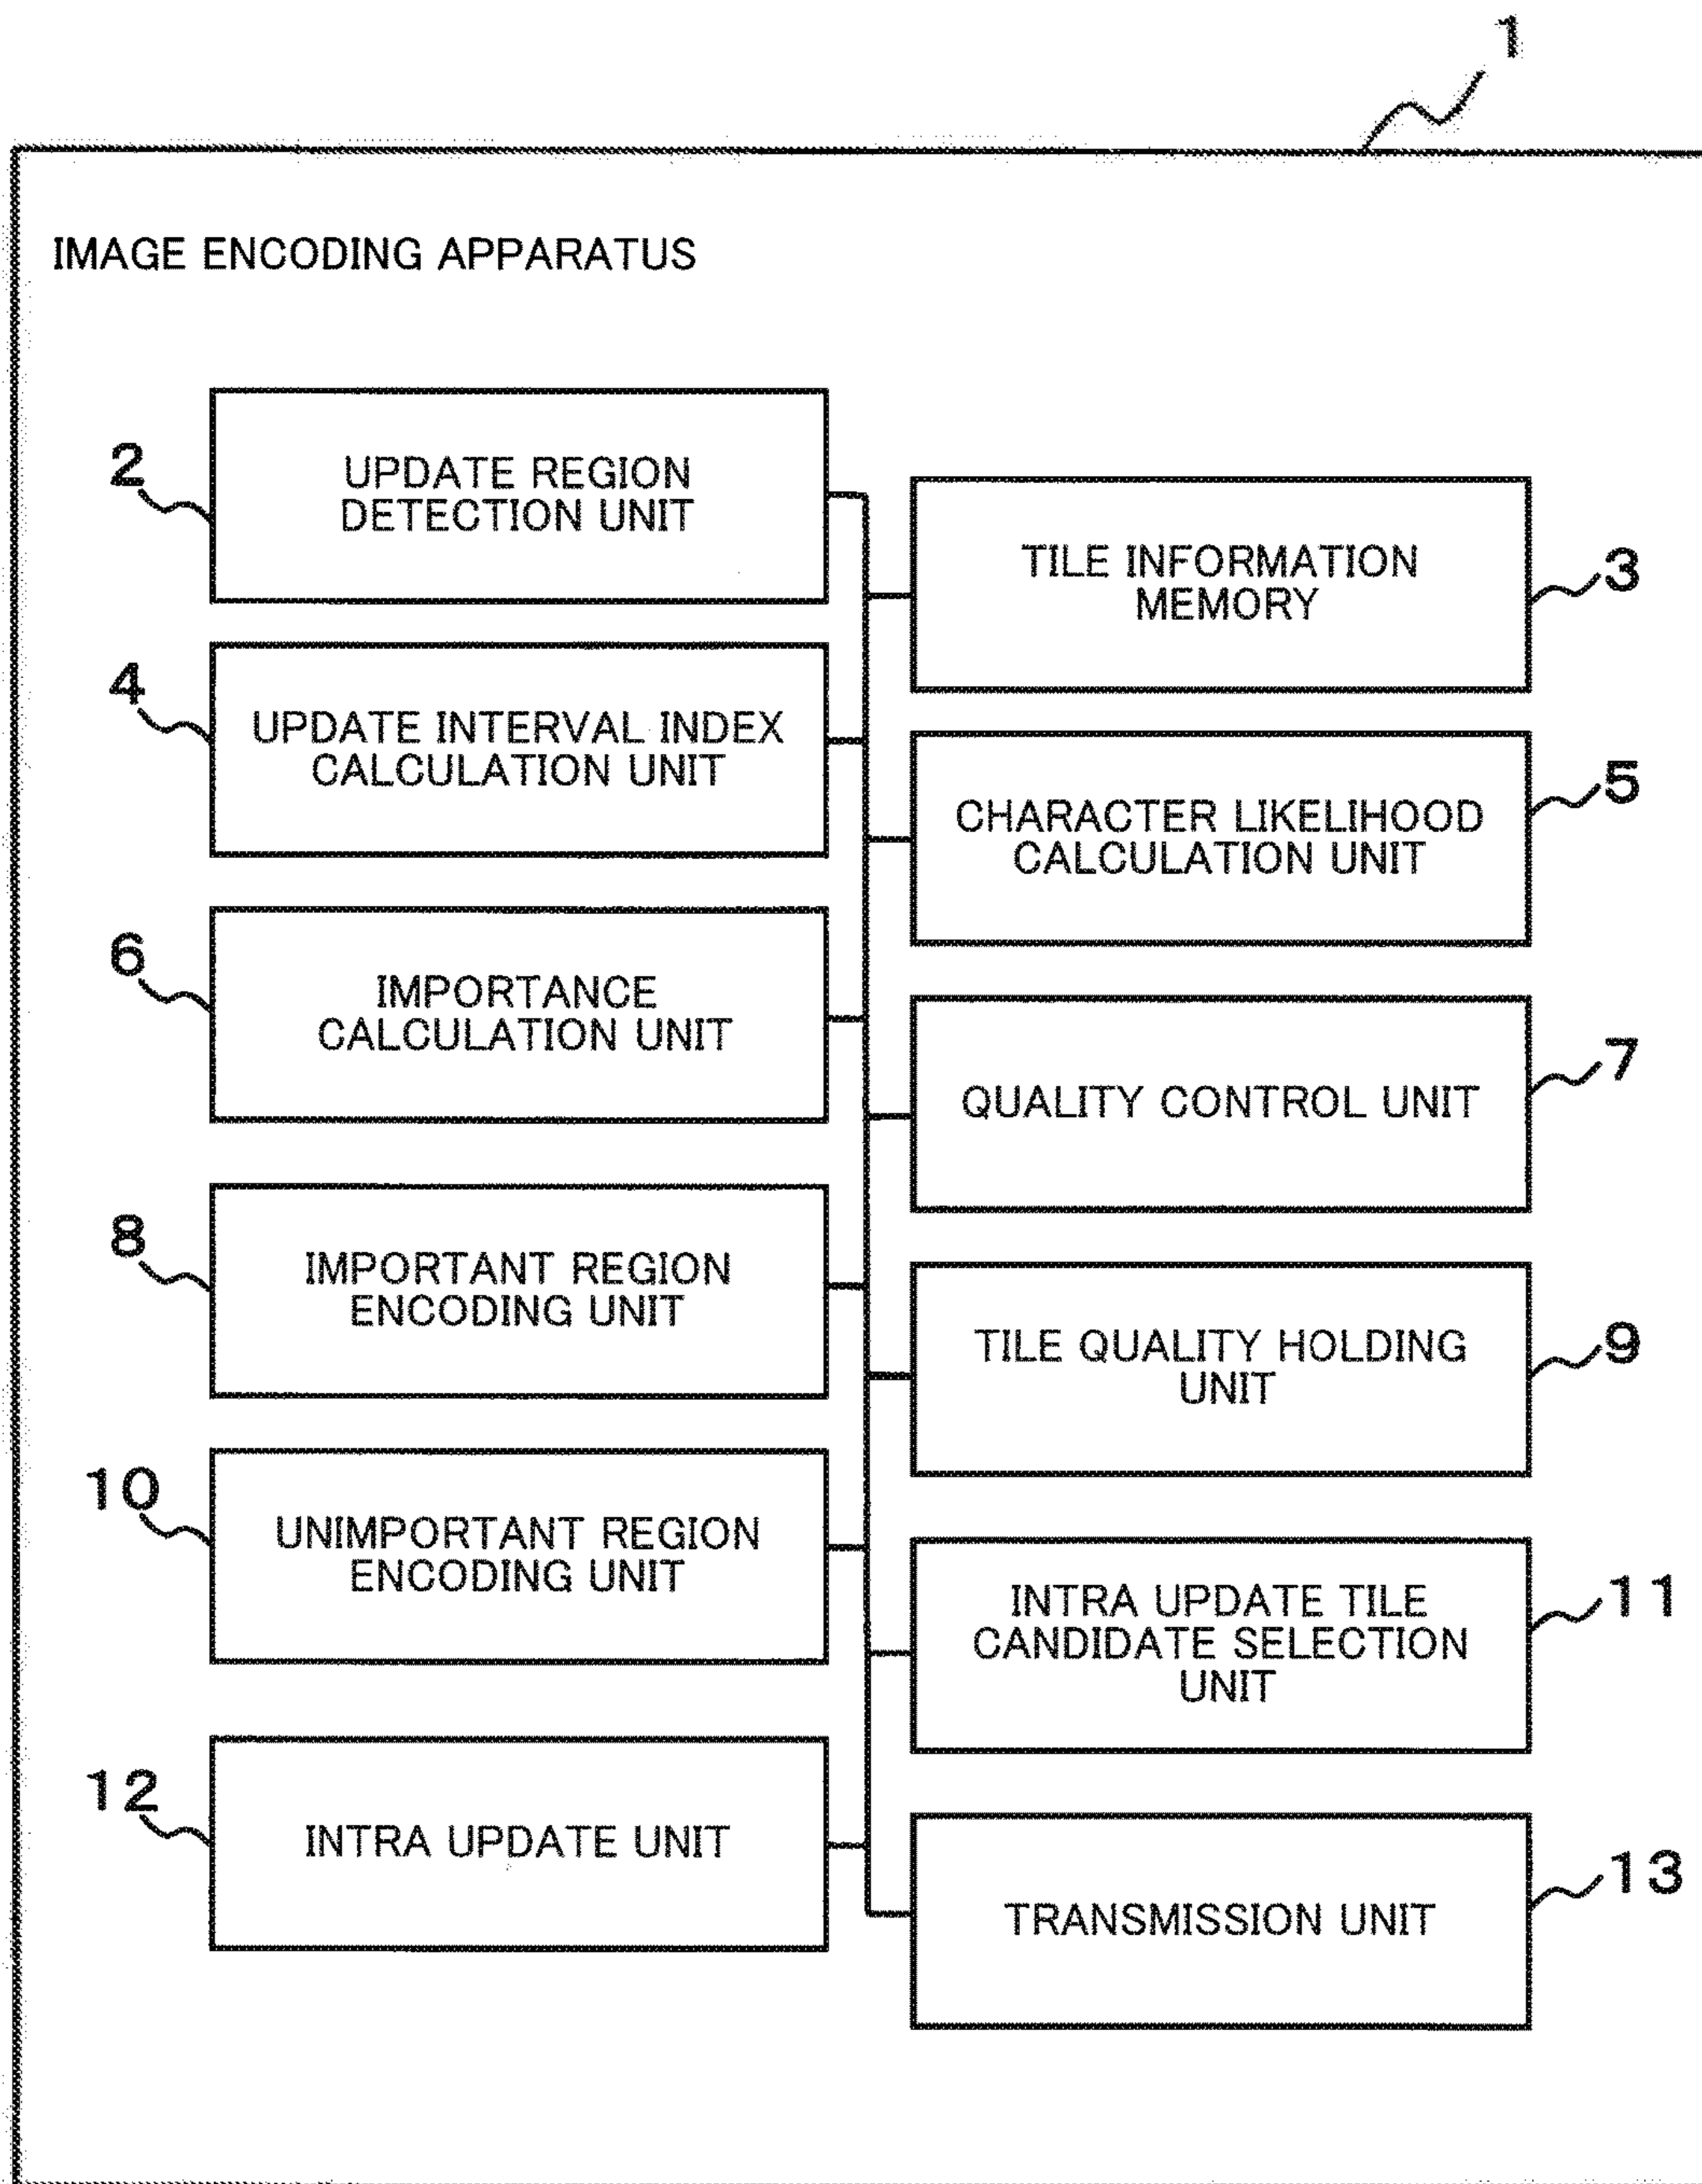 1
IMAGE ENCODING APPARATUS
2
UPDATE REGION
DETECTION UNIT
TILE INFORMATION
MEMORY
3
4
UPDATE INTERVAL INDEX
CALCULATION UNIT
CHARACTER LIKELIHOOD
CALCULATION UNIT
5
6
IMPORTANCE
CALCULATION UNIT
QUALITY CONTROL UNIT
7
8
IMPORTANT REGION
ENCODING UNIT
TILE QUALITY HOLDING
UNIT
9
10
UNIMPORTANT REGION
ENCODING UNIT
INTRA UPDATE TILE
CANDIDATE SELECTION
UNIT
11
12
INTRA UPDATE UNIT
TRANSMISSION UNIT
13